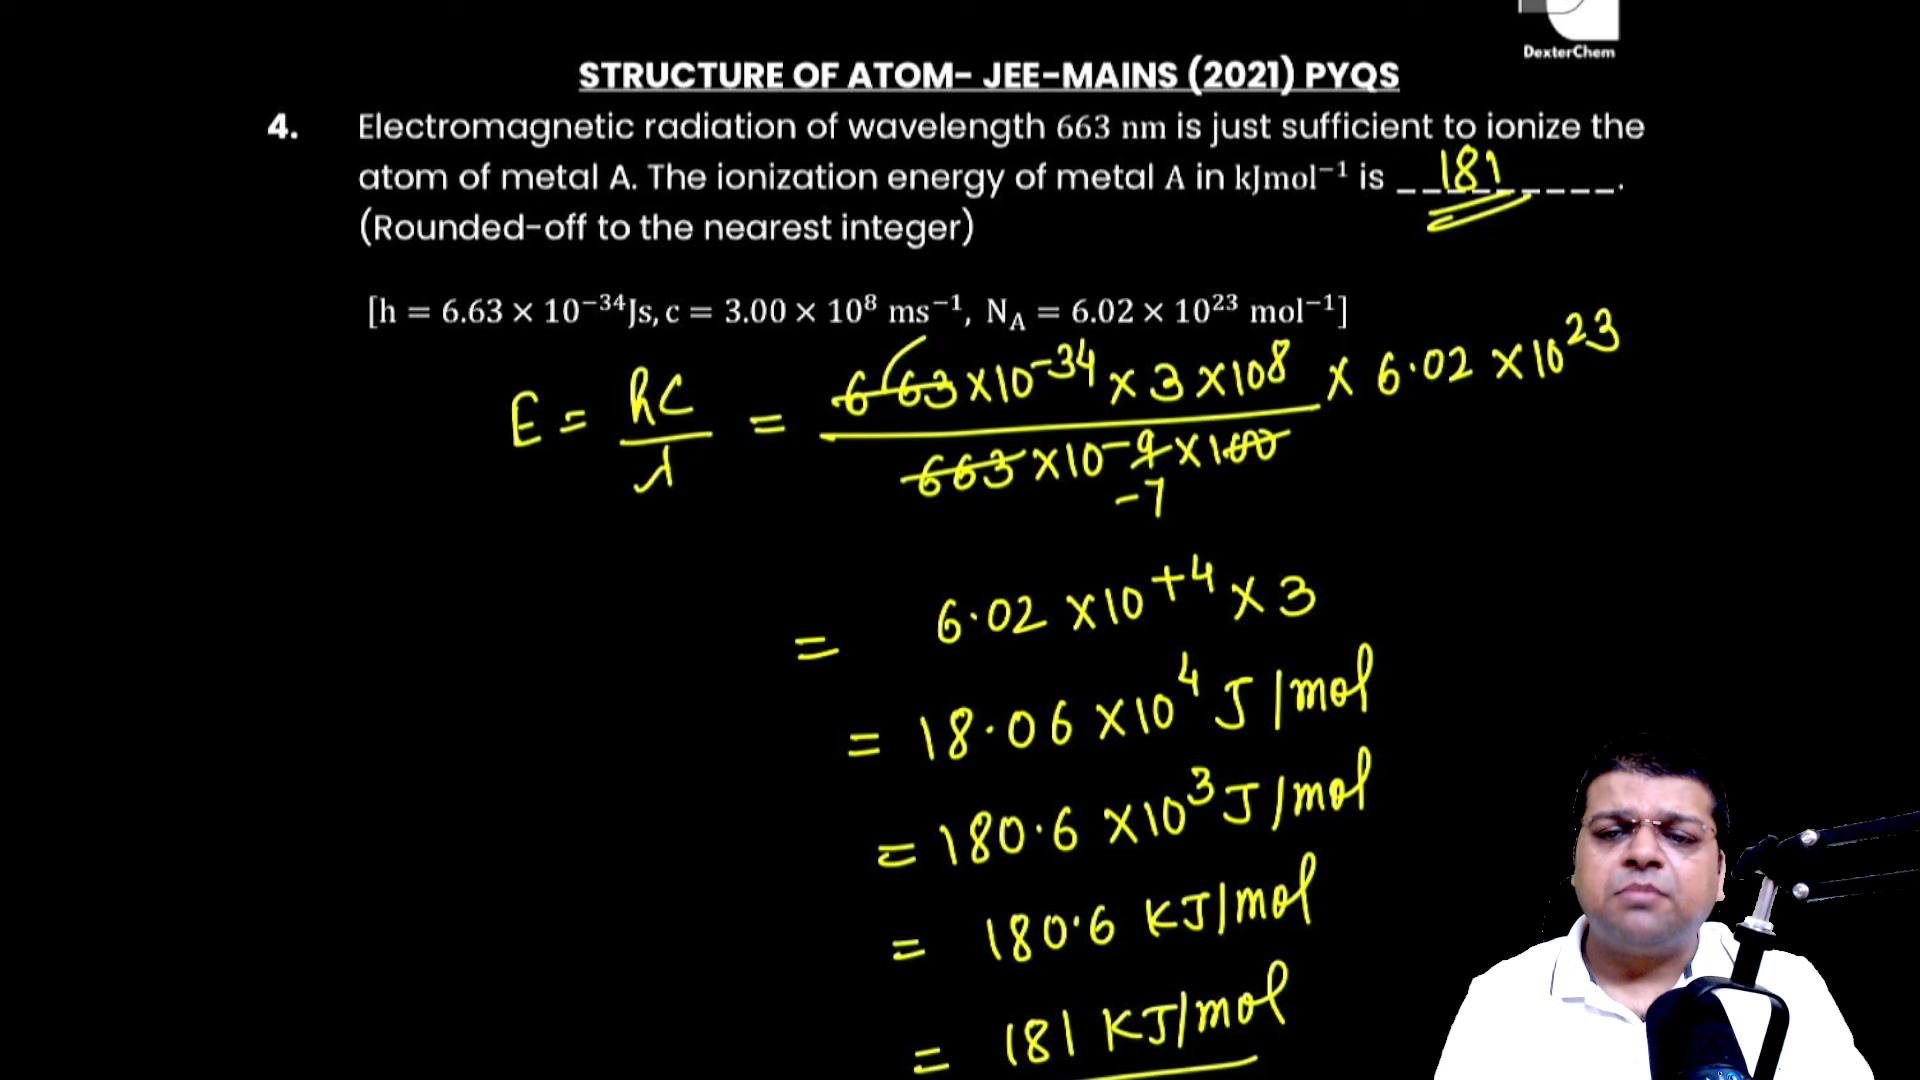 DexterChem
STRUCTURE OF ATOM- JEE-MAINS (2021) PYQS
4. Electromagnetic radiation of wavelength 663 nm is just sufficient to ionize the
atom of metal A. The ionization energy of metal A in kJmol⁻¹ is _ _181_ _ _ _.
(Rounded-off to the nearest integer)
[h = 6.63 × 10⁻³⁴Js, c = 3.00 × 10⁸ ms⁻¹, N_A = 6.02 × 10²³ mol⁻¹]
E = hc/λ = 663 × 10⁻³⁴ × 3 × 10⁸ / 663 × 10⁻⁹ × 100 × 6.02 × 10²³
-7
= 6.02 × 10⁺⁴ × 3
= 18.06 × 10⁴ J/mol
= 180.6 × 10³ J/mol
= 180.6 KJ/mol
= 181 KJ/mol